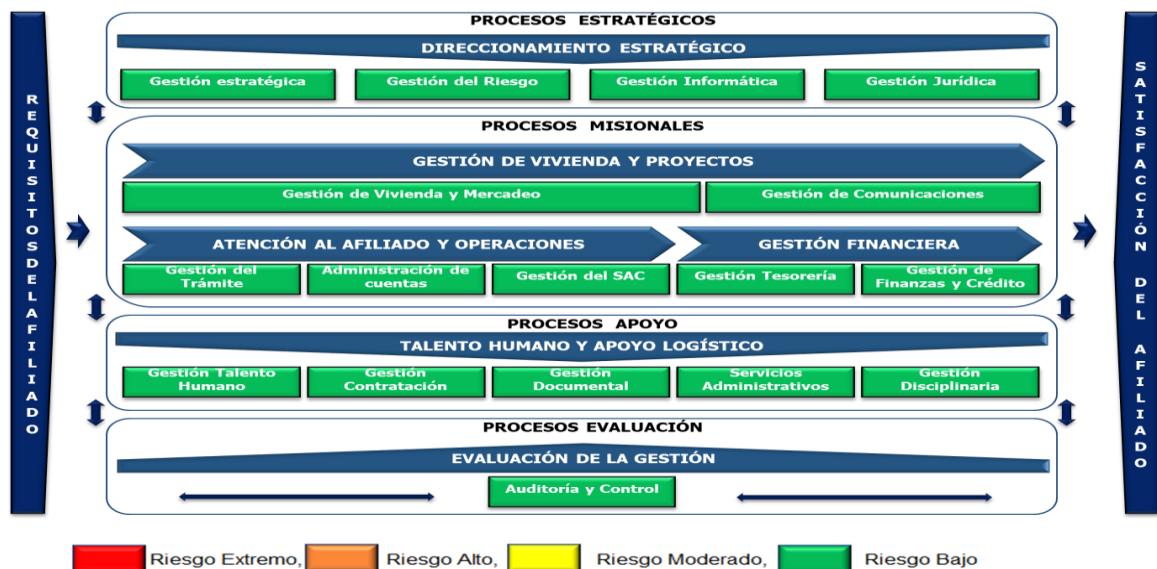 REQUISITOS DEL AFILIADO
PROCESOS ESTRATÉGICOS
DIRECCIONAMIENTO ESTRATÉGICO
Gestión estratégica
Gestión del Riesgo
Gestión Informática
Gestión Jurídica
PROCESOS MISIONALES
GESTIÓN DE VIVIENDA Y PROYECTOS
Gestión de Vivienda y Mercadeo
Gestión de Comunicaciones
ATENCIÓN AL AFILIADO Y OPERACIONES
GESTIÓN FINANCIERA
Gestión del
Trámite
Administración de
cuentas
Gestión del SAC
Gestión Tesorería
Gestión de
Finanzas y Crédito
PROCESOS APOYO
TALENTO HUMANO Y APOYO LOGÍSTICO
Gestión Talento
Humano
Gestión
Contratación
Gestión
Documental
Servicios
Administrativos
Gestión
Disciplinaria
PROCESOS EVALUACIÓN
EVALUACIÓN DE LA GESTIÓN
Auditoría y Control
SATISFACCIÓN DEL AFILIADO
Riesgo Extremo,
Riesgo Alto,
Riesgo Moderado,
Riesgo Bajo